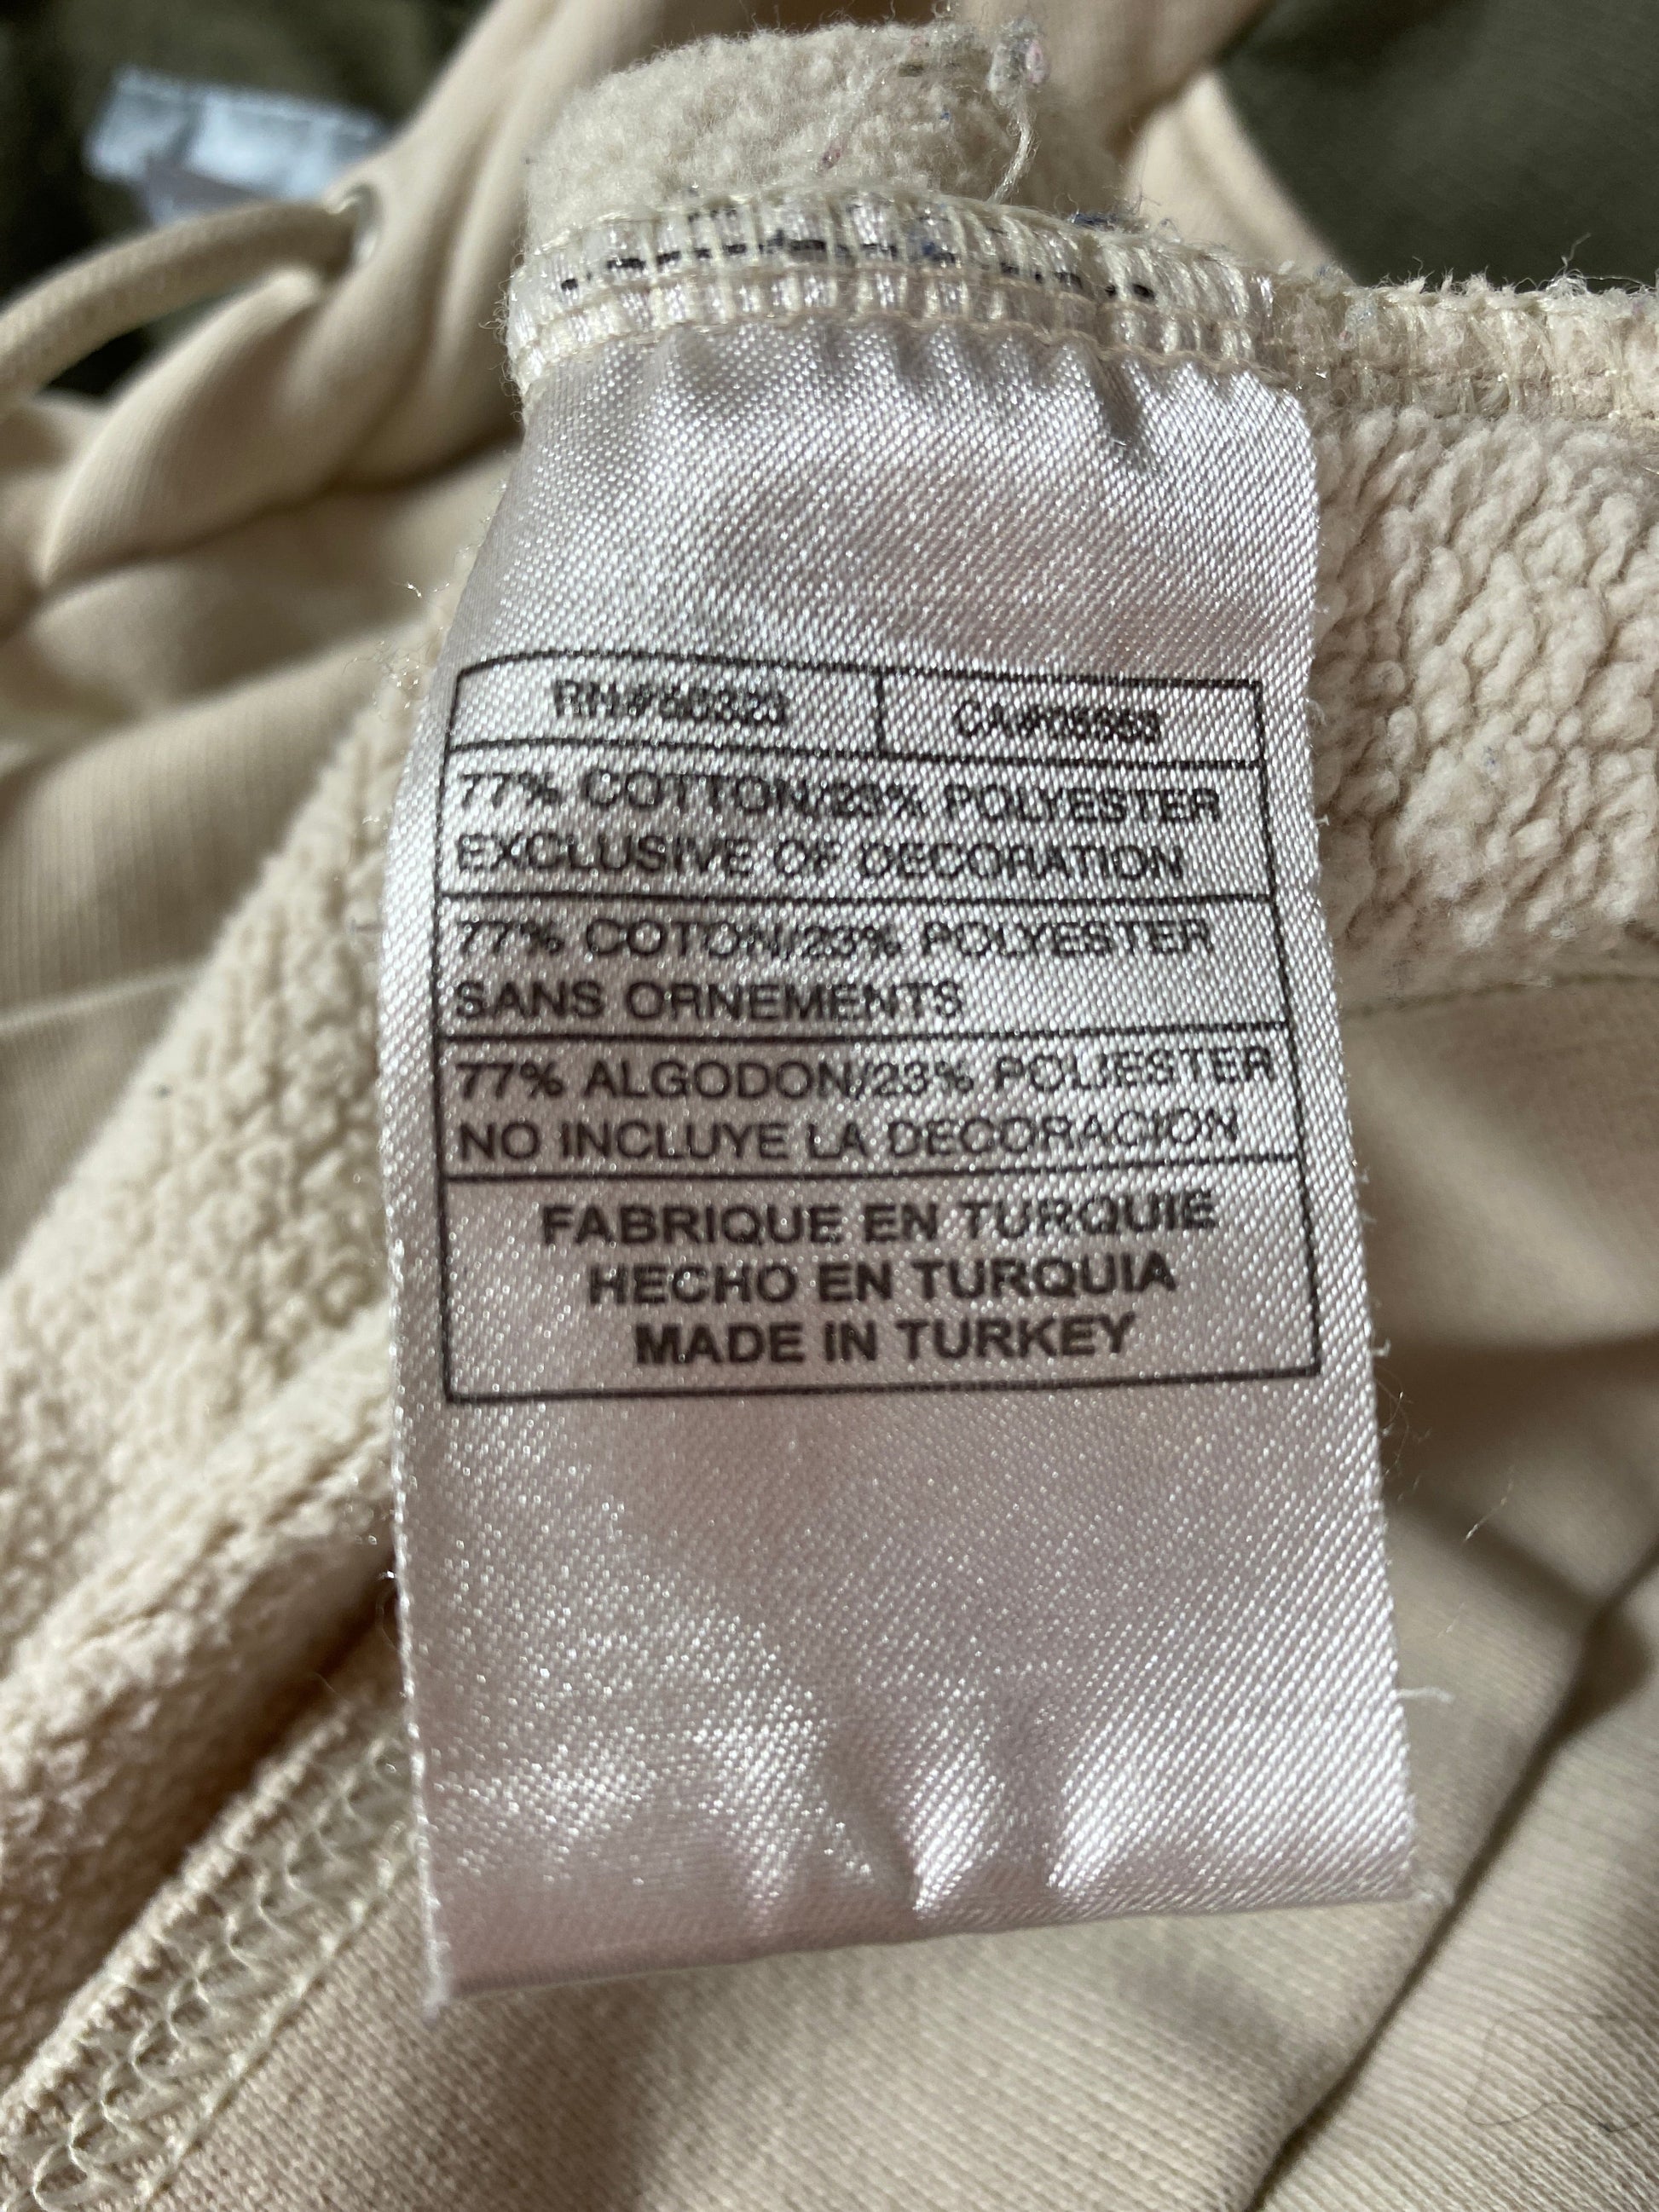 77% COTTON/23% POLYESTER
EXCLUSIVE OF DECORATION
77% COTON/23% POLYESTER
SANS ORNEMENTS
77% ALGODON/23% POLIESTER
NO INCLUYE LA DECORACION
FABRIQUE EN TURQUIE
HECHO EN TURQUIA
MADE IN TURKEY